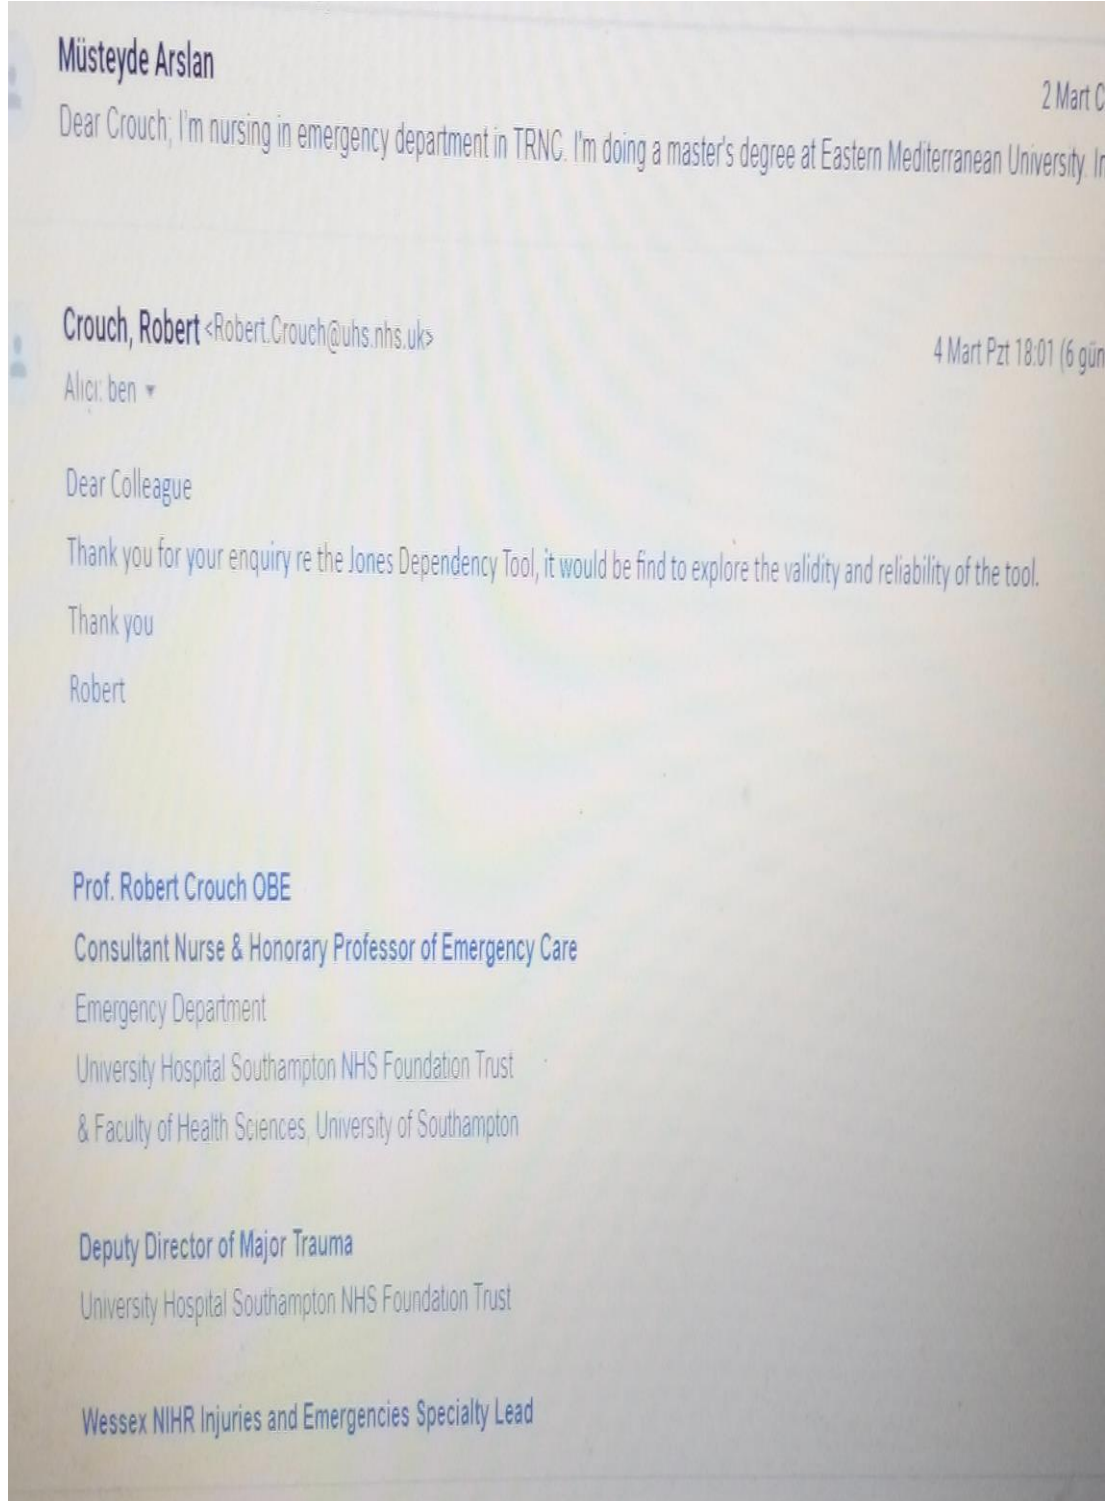 Müsteyde Arslan
2 Mart C
Dear Crouch; I'm nursing in emergency department in TRNC. I'm doing a master's degree at Eastern Mediterranean University. In
Crouch, Robert <Robert.Crouch@uhs.nhs.uk>
4 Mart Pzt 18:01 (6 gün
Alıcı: ben
Dear Colleague
Thank you for your enquiry re the Jones Dependency Tool, it would be find to explore the validity and reliability of the tool.
Thank you
Robert
Prof. Robert Crouch OBE
Consultant Nurse & Honorary Professor of Emergency Care
Emergency Department
University Hospital Southampton NHS Foundation Trust
& Faculty of Health Sciences, University of Southampton
Deputy Director of Major Trauma
University Hospital Southampton NHS Foundation Trust
Wessex NIHR Injuries and Emergencies Specialty Lead